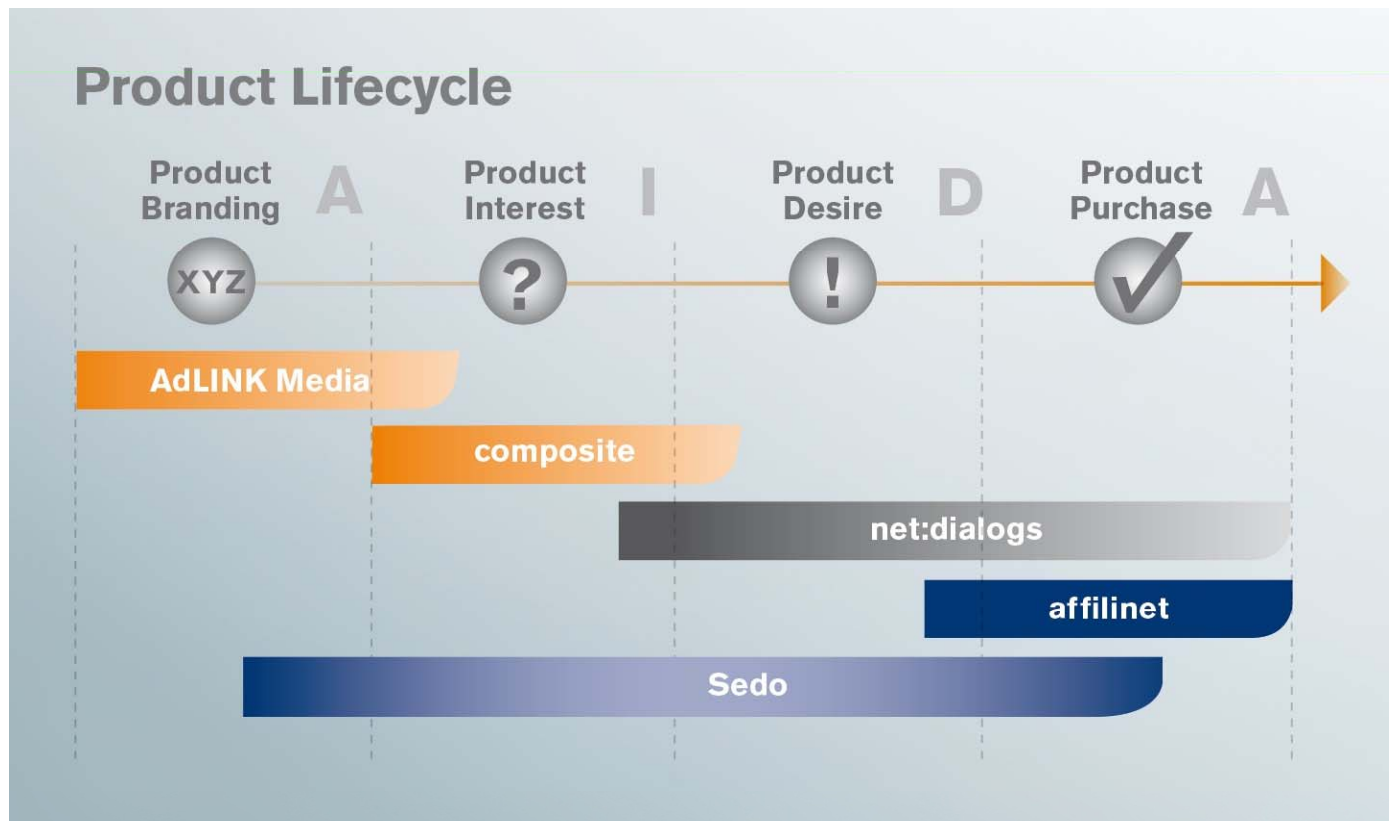 Product Lifecycle
Product
Branding
A
Product
Interest
I
Product
Desire
D
Product
Purchase
A
XYZ
?
!
AdLINK Media
composite
net:dialogs
affilinet
Sedo